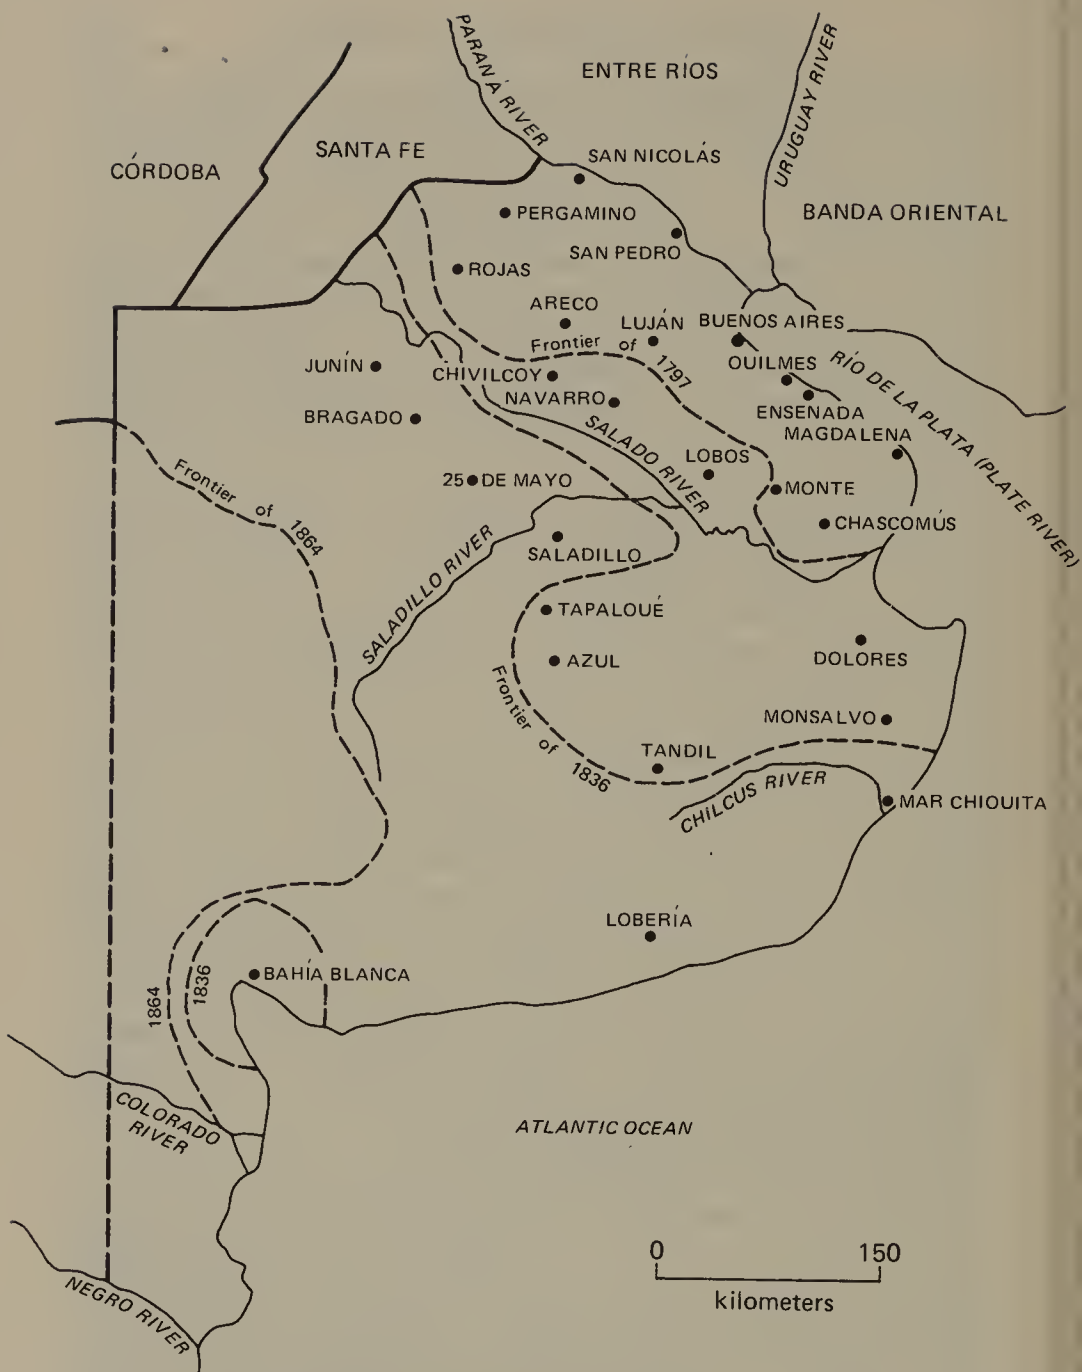 PARANÁ RIVER
ENTRE RÍOS
URUGUAY RIVER
SANTA FE
CÓRDOBA
SAN NICOLÁS
PERGAMINO
BANDA ORIENTAL
SAN PEDRO
ROJAS
ARECO
LUJÁN
BUENOS AIRES
Frontier of 1797
JUNÍN
CHIVILCOY
OUILMES
RÍO DE LA PLATA (PLATE RIVER)
NAVARRO
ENSENADA
BRAGADO
MAGDALENA
SALADO RIVER
LOBOS
Frontier of 1864
25 DE MAYO
MONTE
CHASCOMÚS
SALADILLO
SALADILLO RIVER
TAPALOUÉ
DOLORES
AZUL
Frontier of 1836
MONSALVO
TANDIL
CHILCUS RIVER
MAR CHIOUITA
LOBERÍA
BAHÍA BLANCA
1864
1836
COLORADO
RIVER
ATLANTIC OCEAN
NEGRO RIVER
0 150
kilometers